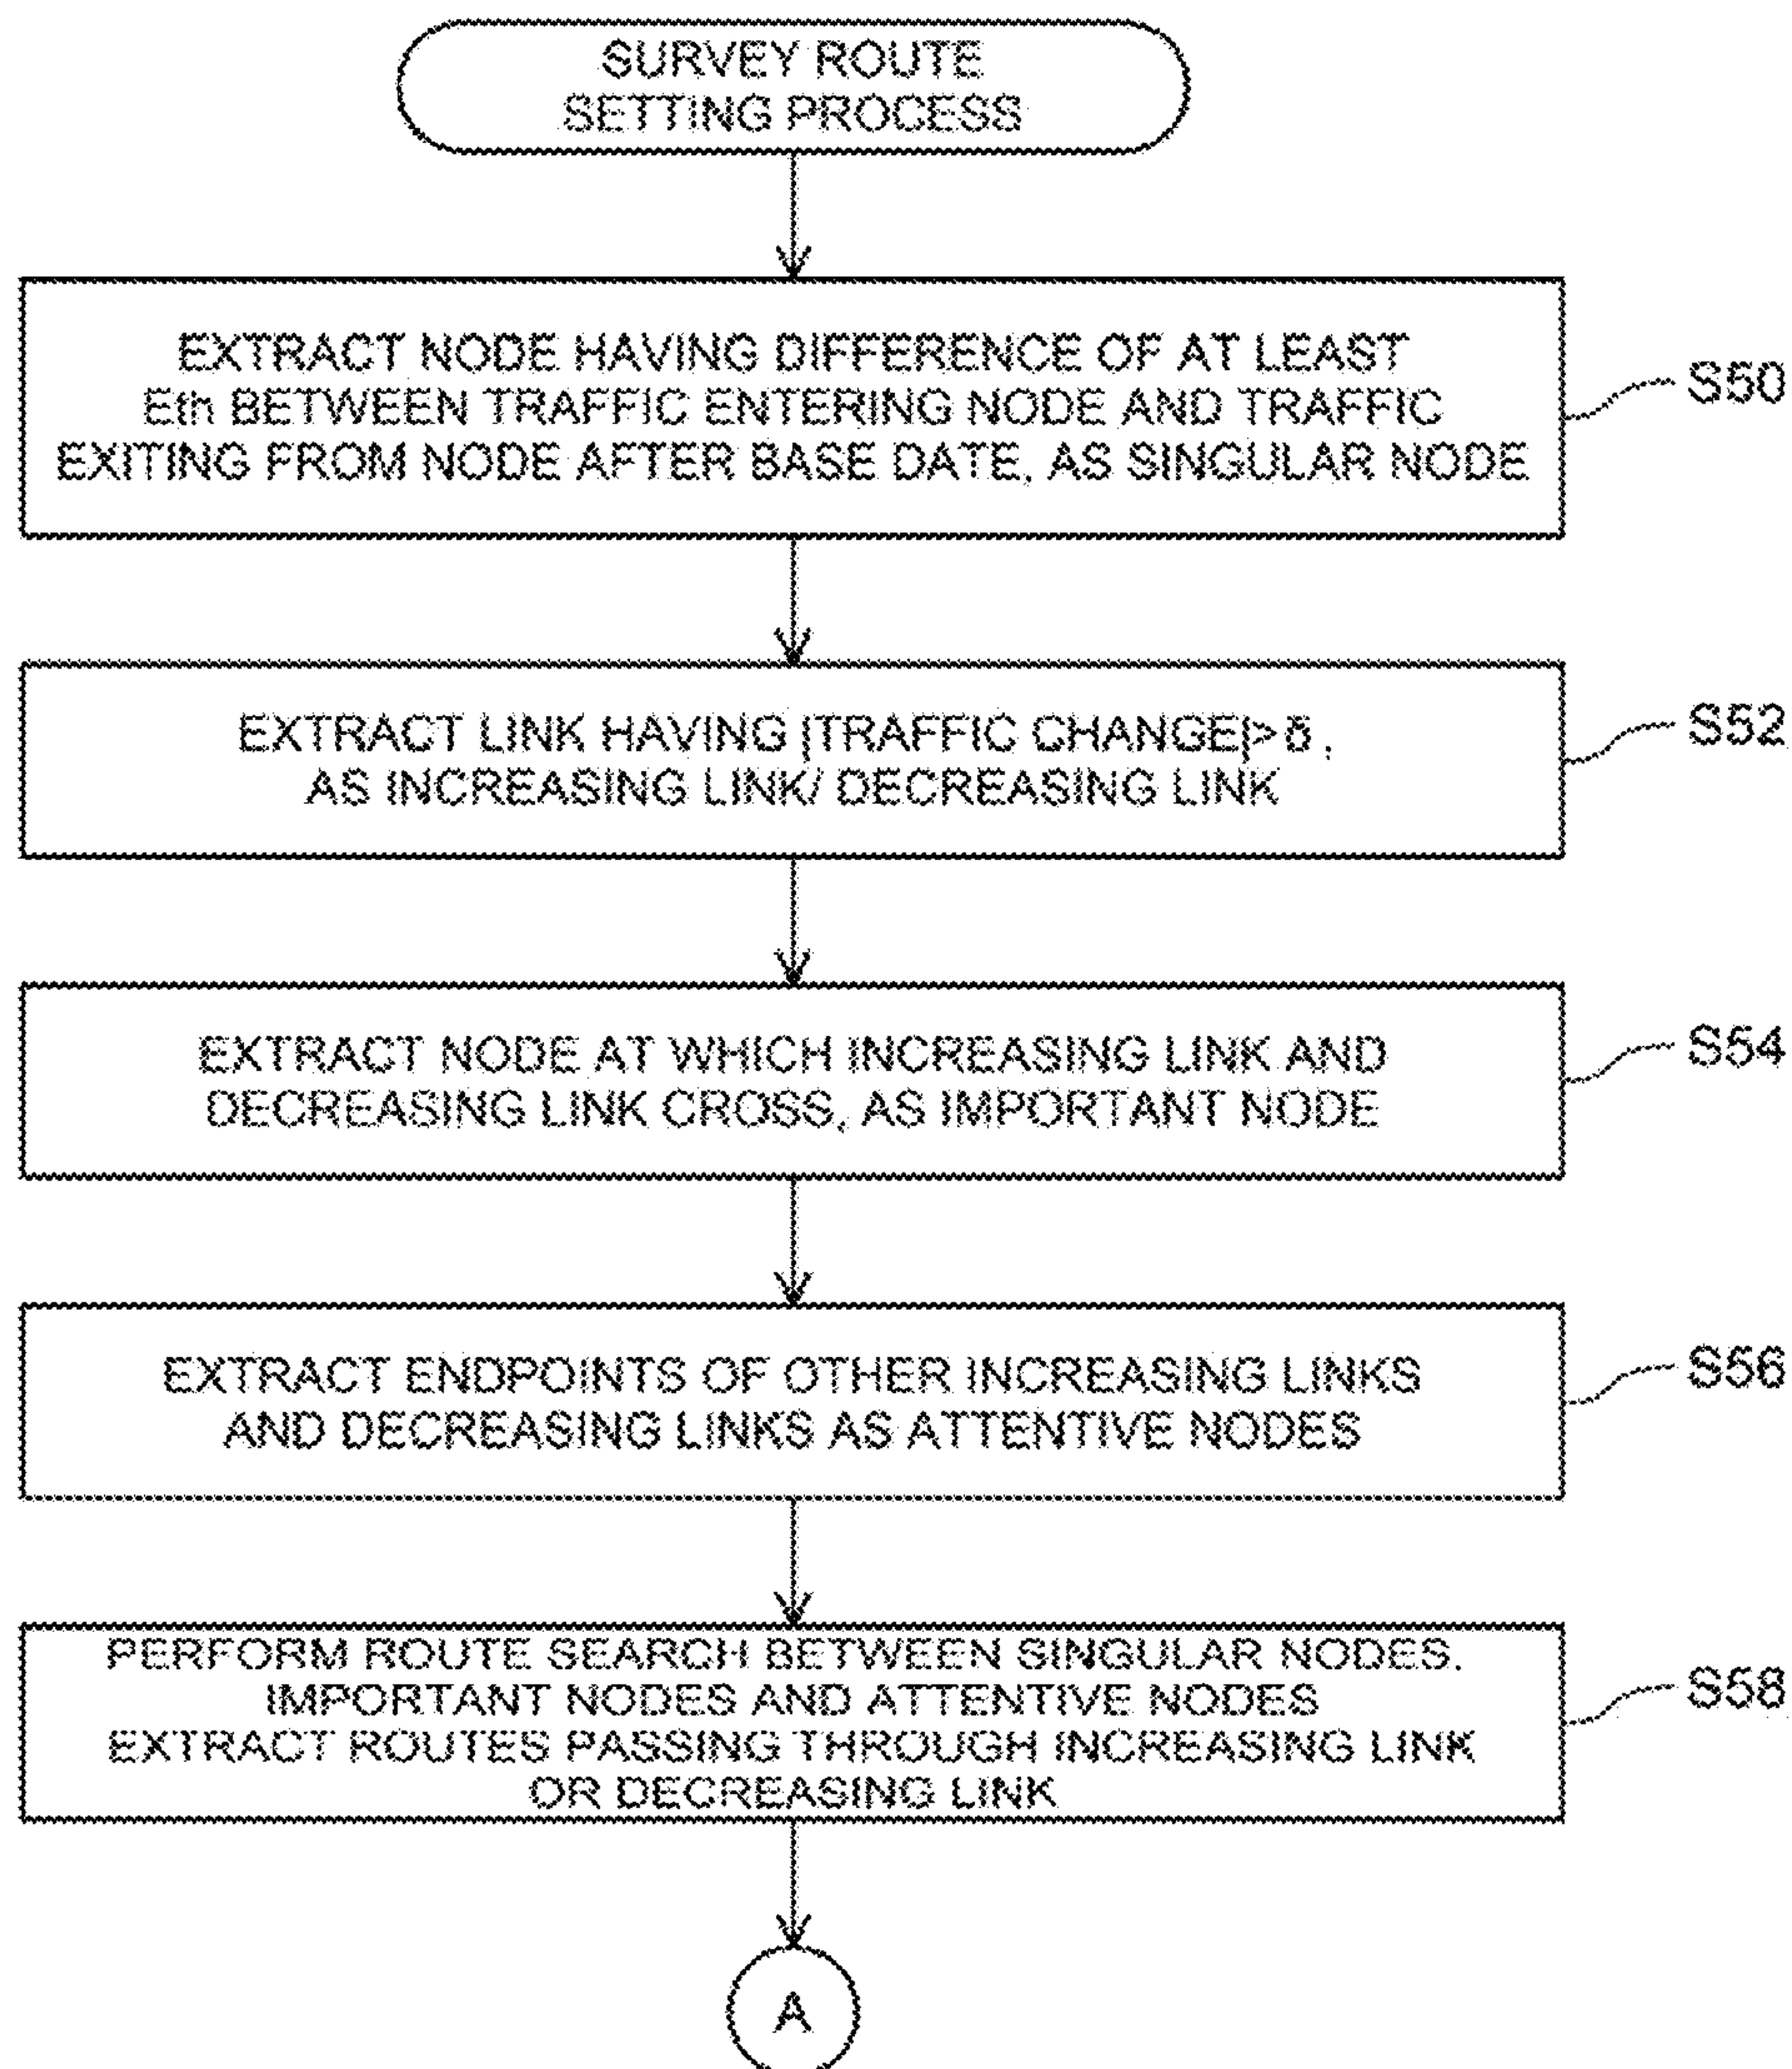 SURVEY ROUTE
SETTING PROCESS
EXTRACT NODE HAVING DIFFERENCE OF AT LEAST
Eth BETWEEN TRAFFIC ENTERING NODE AND TRAFFIC
EXITING FROM NODE AFTER BASE DATE, AS SINGULAR NODE
S50
EXTRACT LINK HAVING |TRAFFIC CHANGE|>δ,
AS INCREASING LINK/ DECREASING LINK
S52
EXTRACT NODE AT WHICH INCREASING LINK AND
DECREASING LINK CROSS, AS IMPORTANT NODE
S54
EXTRACT ENDPOINTS OF OTHER INCREASING LINKS
AND DECREASING LINKS AS ATTENTIVE NODES
S56
PERFORM ROUTE SEARCH BETWEEN SINGULAR NODES,
IMPORTANT NODES AND ATTENTIVE NODES
EXTRACT ROUTES PASSING THROUGH INCREASING LINK
OR DECREASING LINK
S58
A